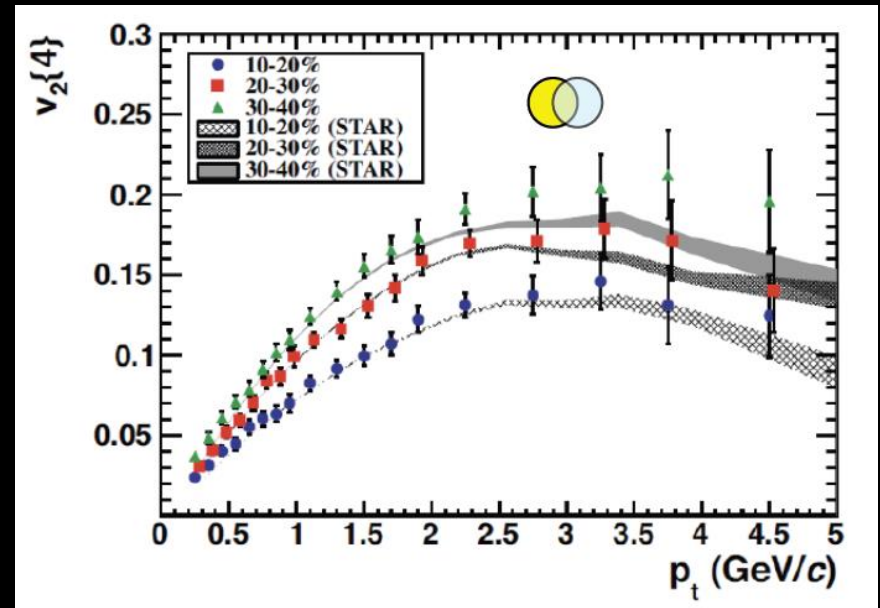 v₂{4}
0.3
0.25
0.2
0.15
0.1
0.05
10-20%
20-30%
30-40%
10-20% (STAR)
20-30% (STAR)
30-40% (STAR)
0 0.5 1 1.5 2 2.5 3 3.5 4 4.5 5
pₜ (GeV/c)